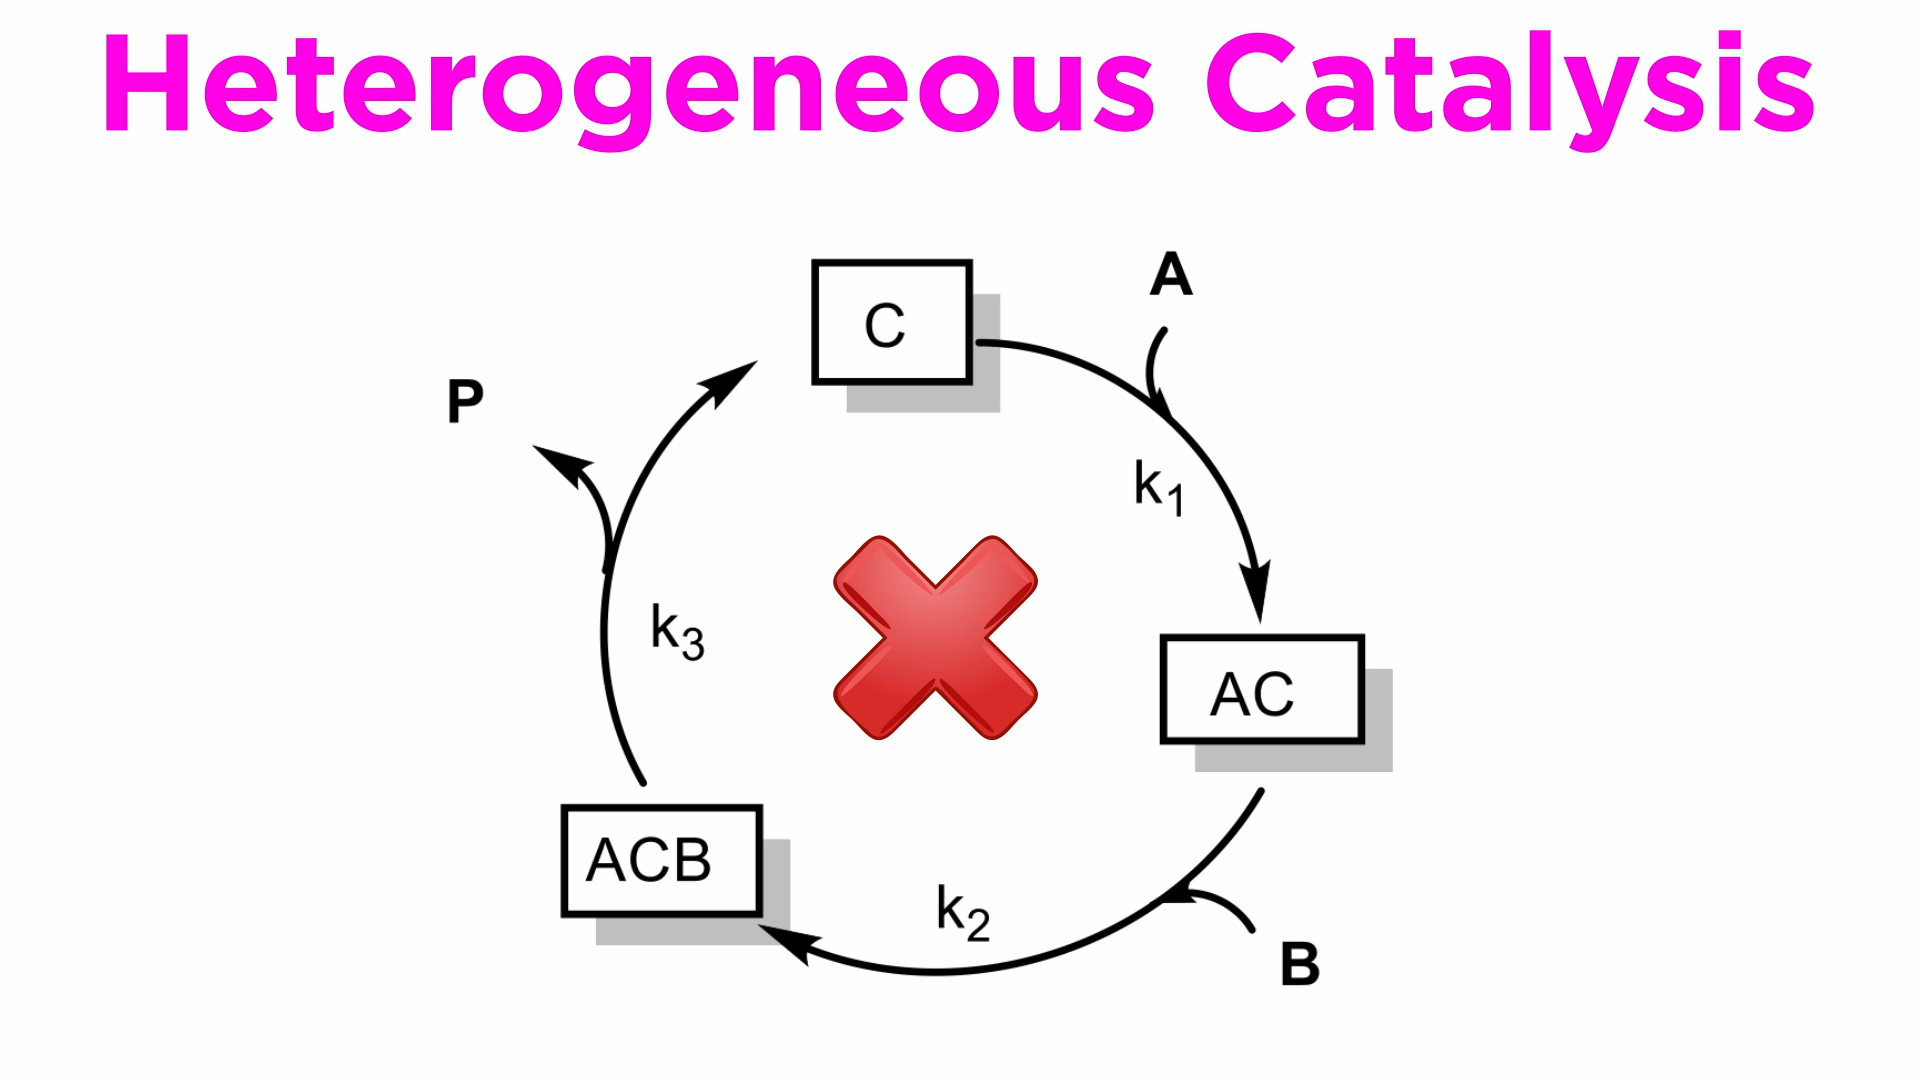 Heterogeneous Catalysis
C
A
P
k₁
k₃
AC
ACB
k₂
B